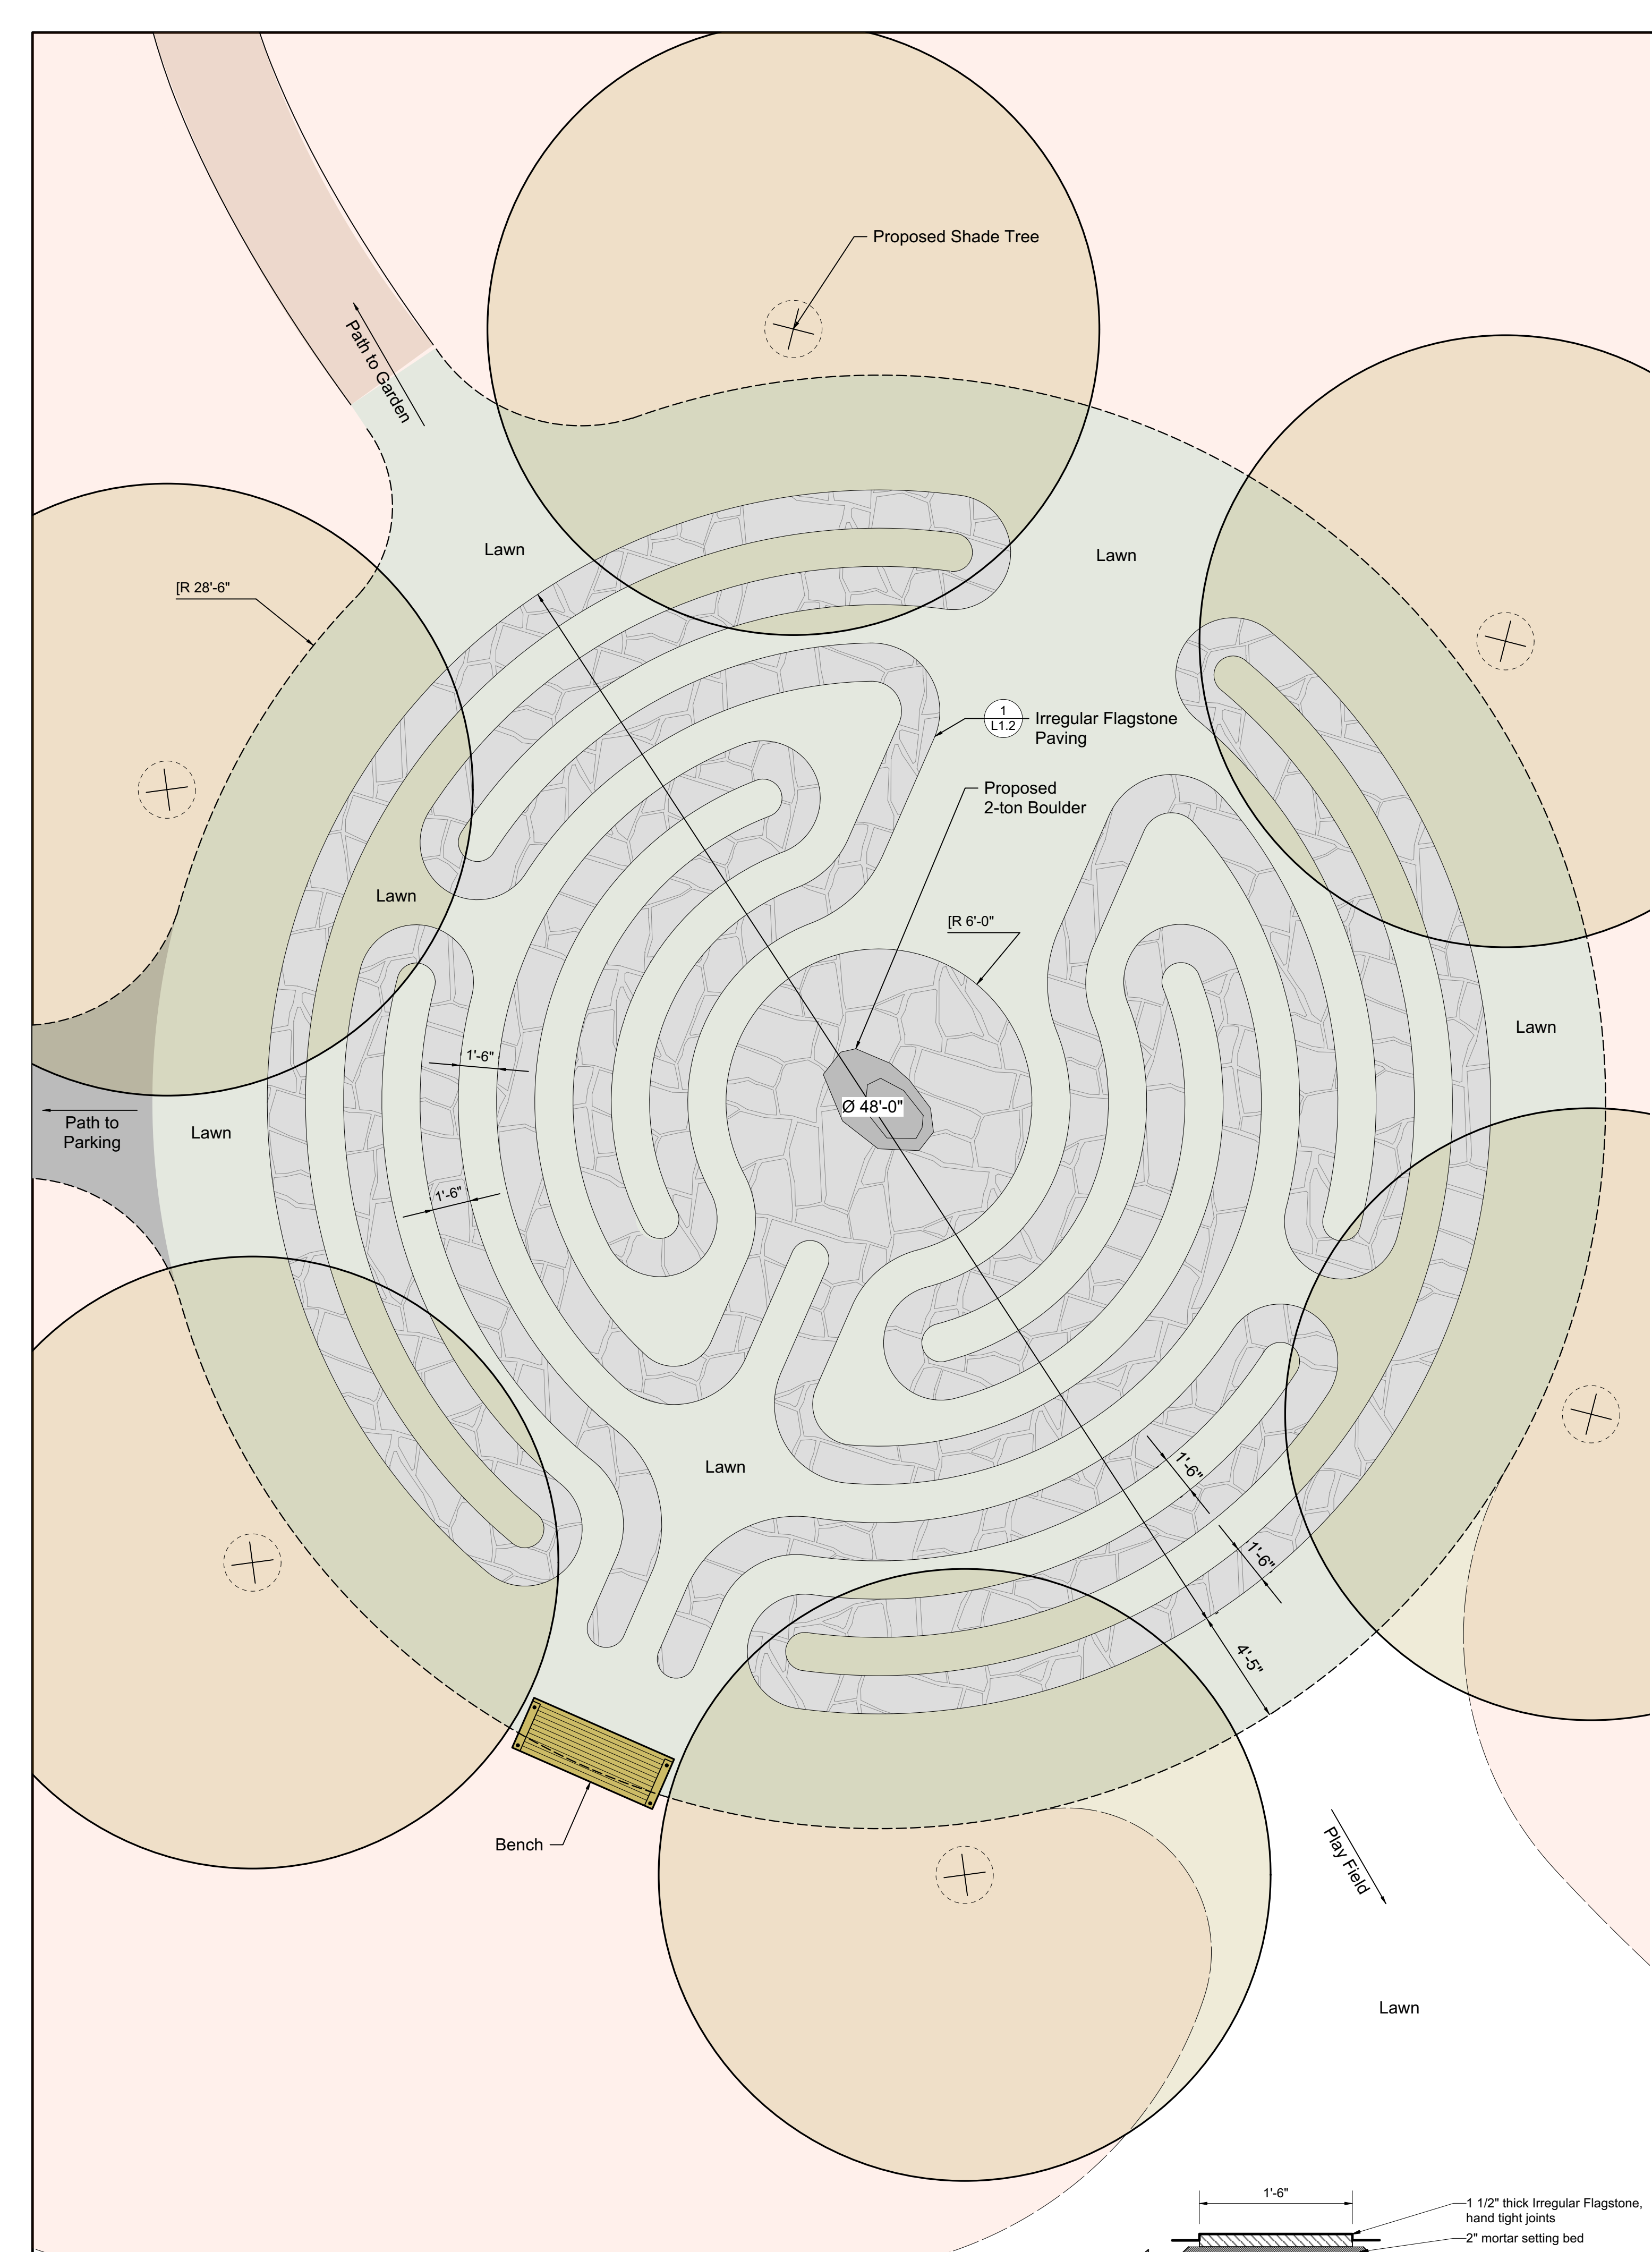 Proposed Shade Tree
Path to Garden
Lawn
Lawn
[R 28'-6"
1
L1.2
Irregular Flagstone
Paving
Proposed
2-ton Boulder
Lawn
[R 6'-0"
Lawn
1'-6"
Ø 48'-0"
Path to
Parking
Lawn
1'-6"
Lawn
1'-6"
1'-6"
4'-5"
Bench
Play Field
Lawn
1'-6"
1 1/2" thick Irregular Flagstone,
hand tight joints
2" mortar setting bed